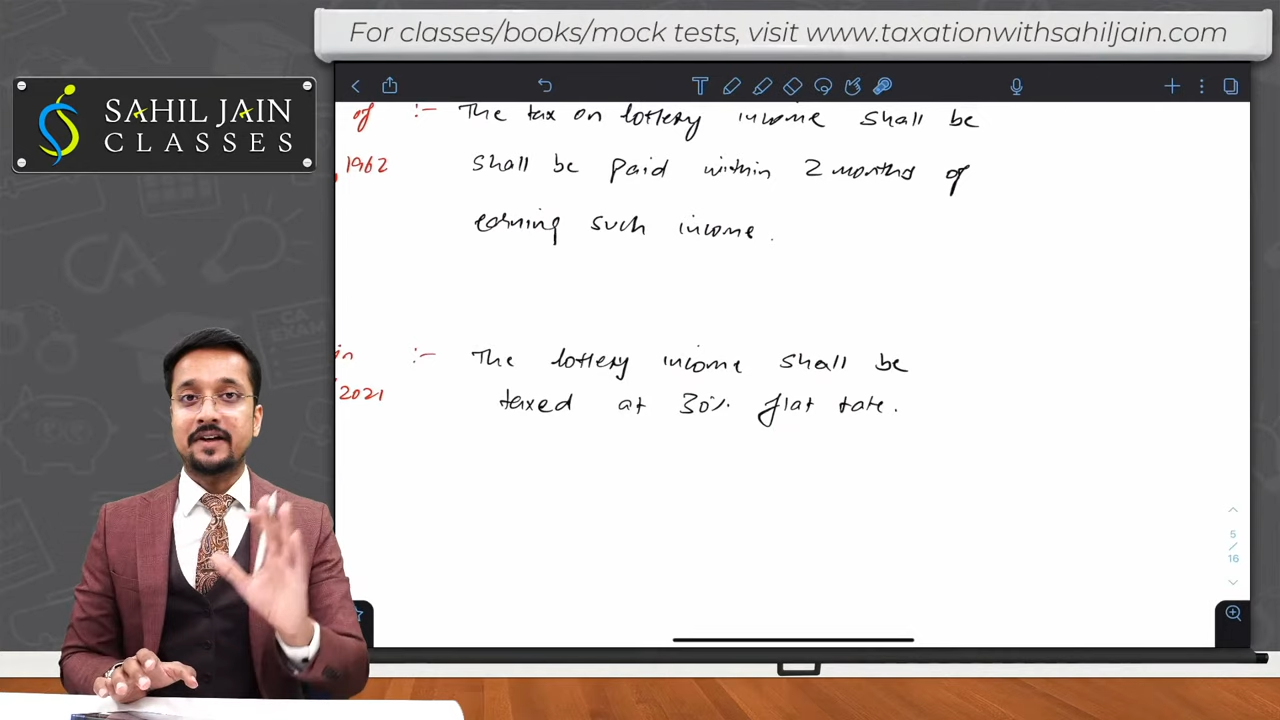 For classes/books/mock tests, visit www.taxationwithsahiljain.com
SAHIL JAIN
CLASSES
of :- The tax on lottery income shall be
, 1962 shall be paid within 2 months of
earning such income.
in :- The lottery income shall be
2021 taxed at 30% flat rate.
5
/
16